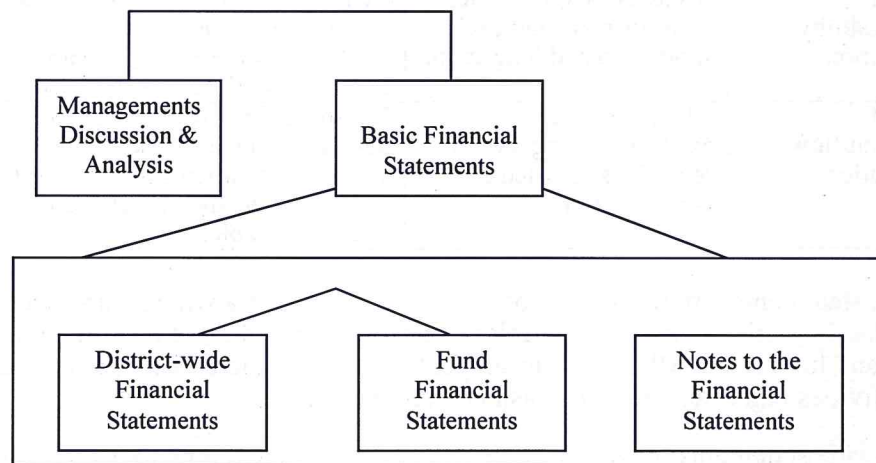 Managements
Discussion &
Analysis
Basic Financial
Statements
District-wide
Financial
Statements
Fund
Financial
Statements
Notes to the
Financial
Statements